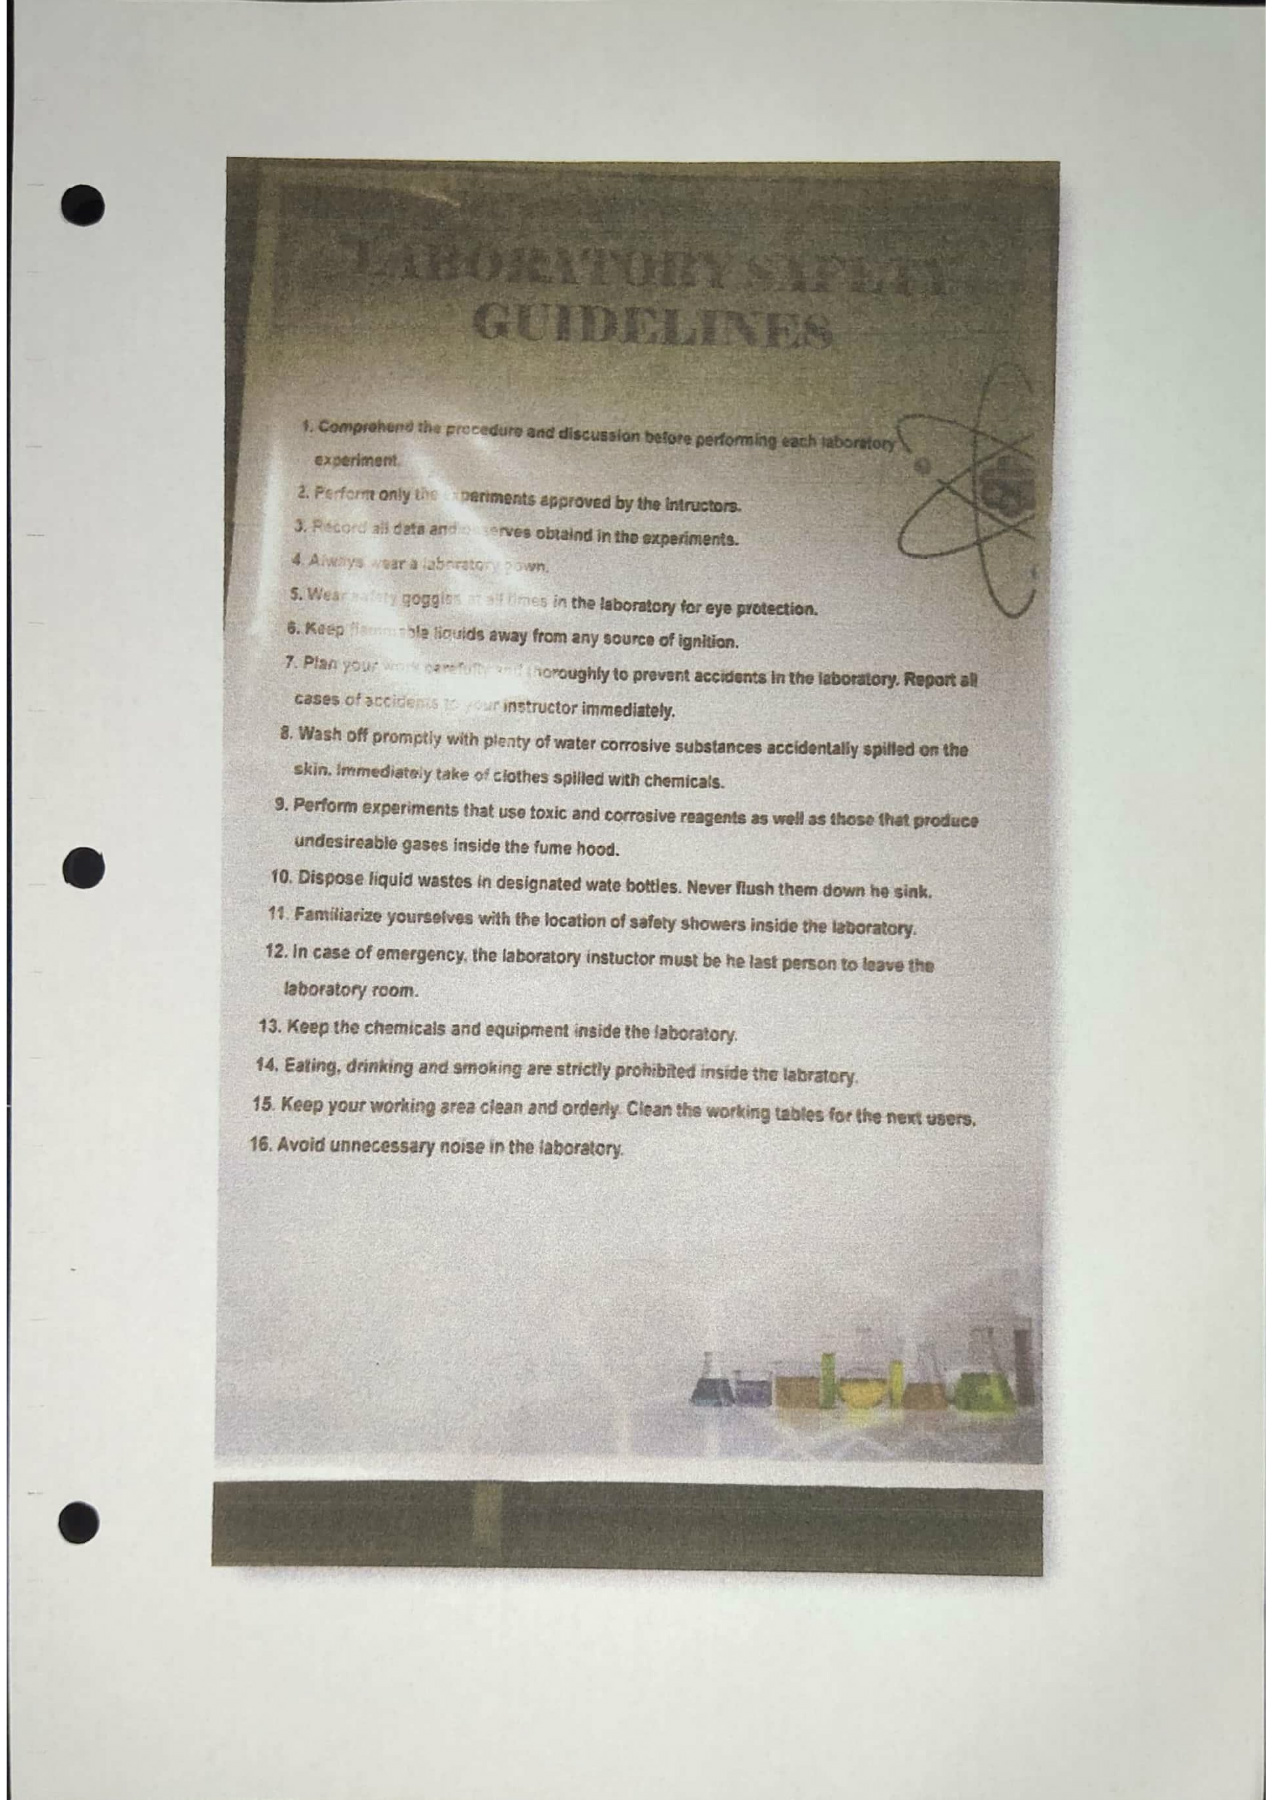 LABORATORY SAFETY
GUIDELINES
1. Comprehend the procedure and discussion before performing each laboratory
experiment.
2. Perform only the experiments approved by the intructors.
3. Record all data and observes obtaind in the experiments.
4. Always wear a laboratory gown.
5. Wear safety goggles at all times in the laboratory for eye protection.
6. Keep flammable liquids away from any source of ignition.
7. Plan your work carefully and thoroughly to prevent accidents in the laboratory. Report all
cases of accidents to your instructor immediately.
8. Wash off promptly with plenty of water corrosive substances accidentally spilled on the
skin. Immediately take of clothes spilled with chemicals.
9. Perform experiments that use toxic and corrosive reagents as well as those that produce
undesireable gases inside the fume hood.
10. Dispose liquid wastes in designated wate bottles. Never flush them down he sink.
11. Familiarize yourselves with the location of safety showers inside the laboratory.
12. In case of emergency, the laboratory instuctor must be he last person to leave the
laboratory room.
13. Keep the chemicals and equipment inside the laboratory.
14. Eating, drinking and smoking are strictly prohibited inside the labratory.
15. Keep your working area clean and orderly. Clean the working tables for the next users.
16. Avoid unnecessary noise in the laboratory.